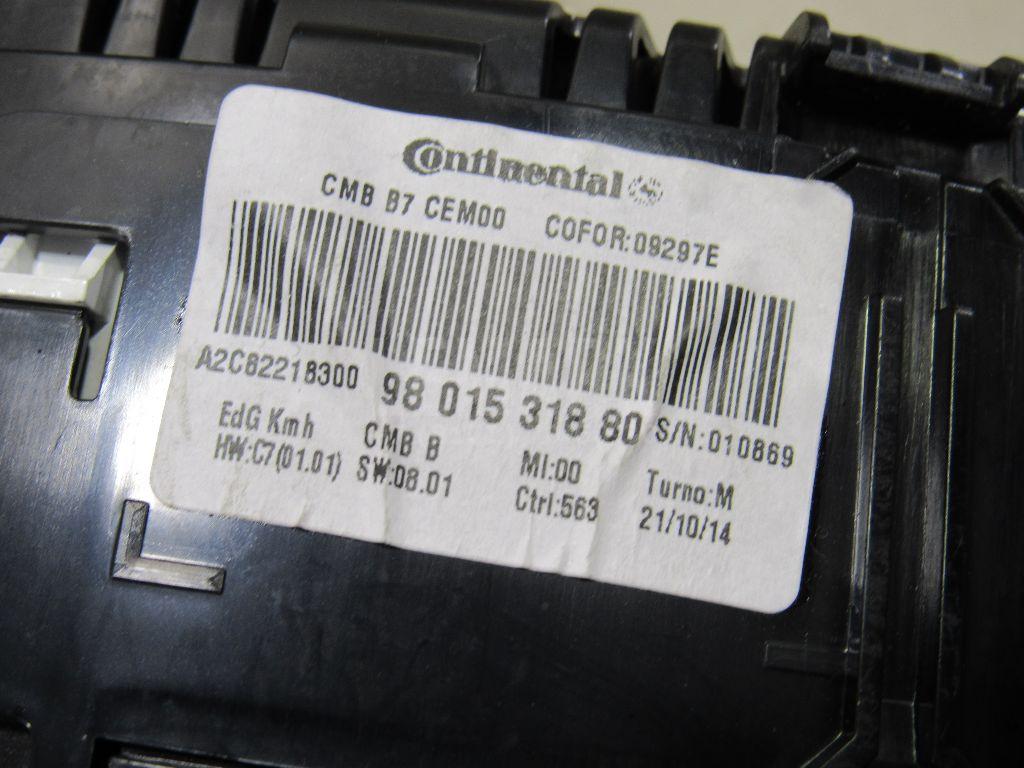 Continental
CMB B7 CEM00 COFOR:09297E
A2C82218300 98 015 318 80 S/N:010869
EdG Kmh CMB B MI:00 Turno:M
HW:C7(01.01) SW:08.01 Ctrl:563 21/10/14